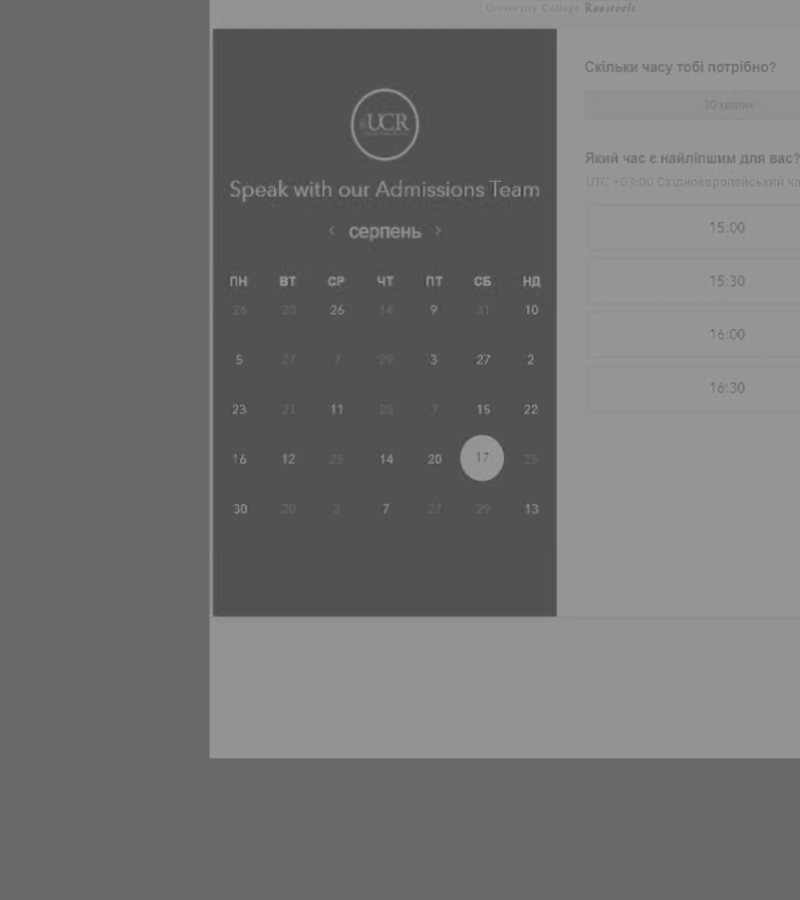 University College Roosevelt
UCR
Speak with our Admissions Team
‹ серпень ›
ПН ВТ СР ЧТ ПТ СБ НД
26 28 26 14 9 31 10
5 27 7 29 3 27 2
23 21 11 28 7 15 22
16 12 25 14 20 17 25
30 20 3 7 27 29 13
Скільки часу тобі потрібно?
30 хвилин
Який час є найліпшим для вас?
UTC +03:00 Східноєвропейський ча
15:00
15:30
16:00
16:30